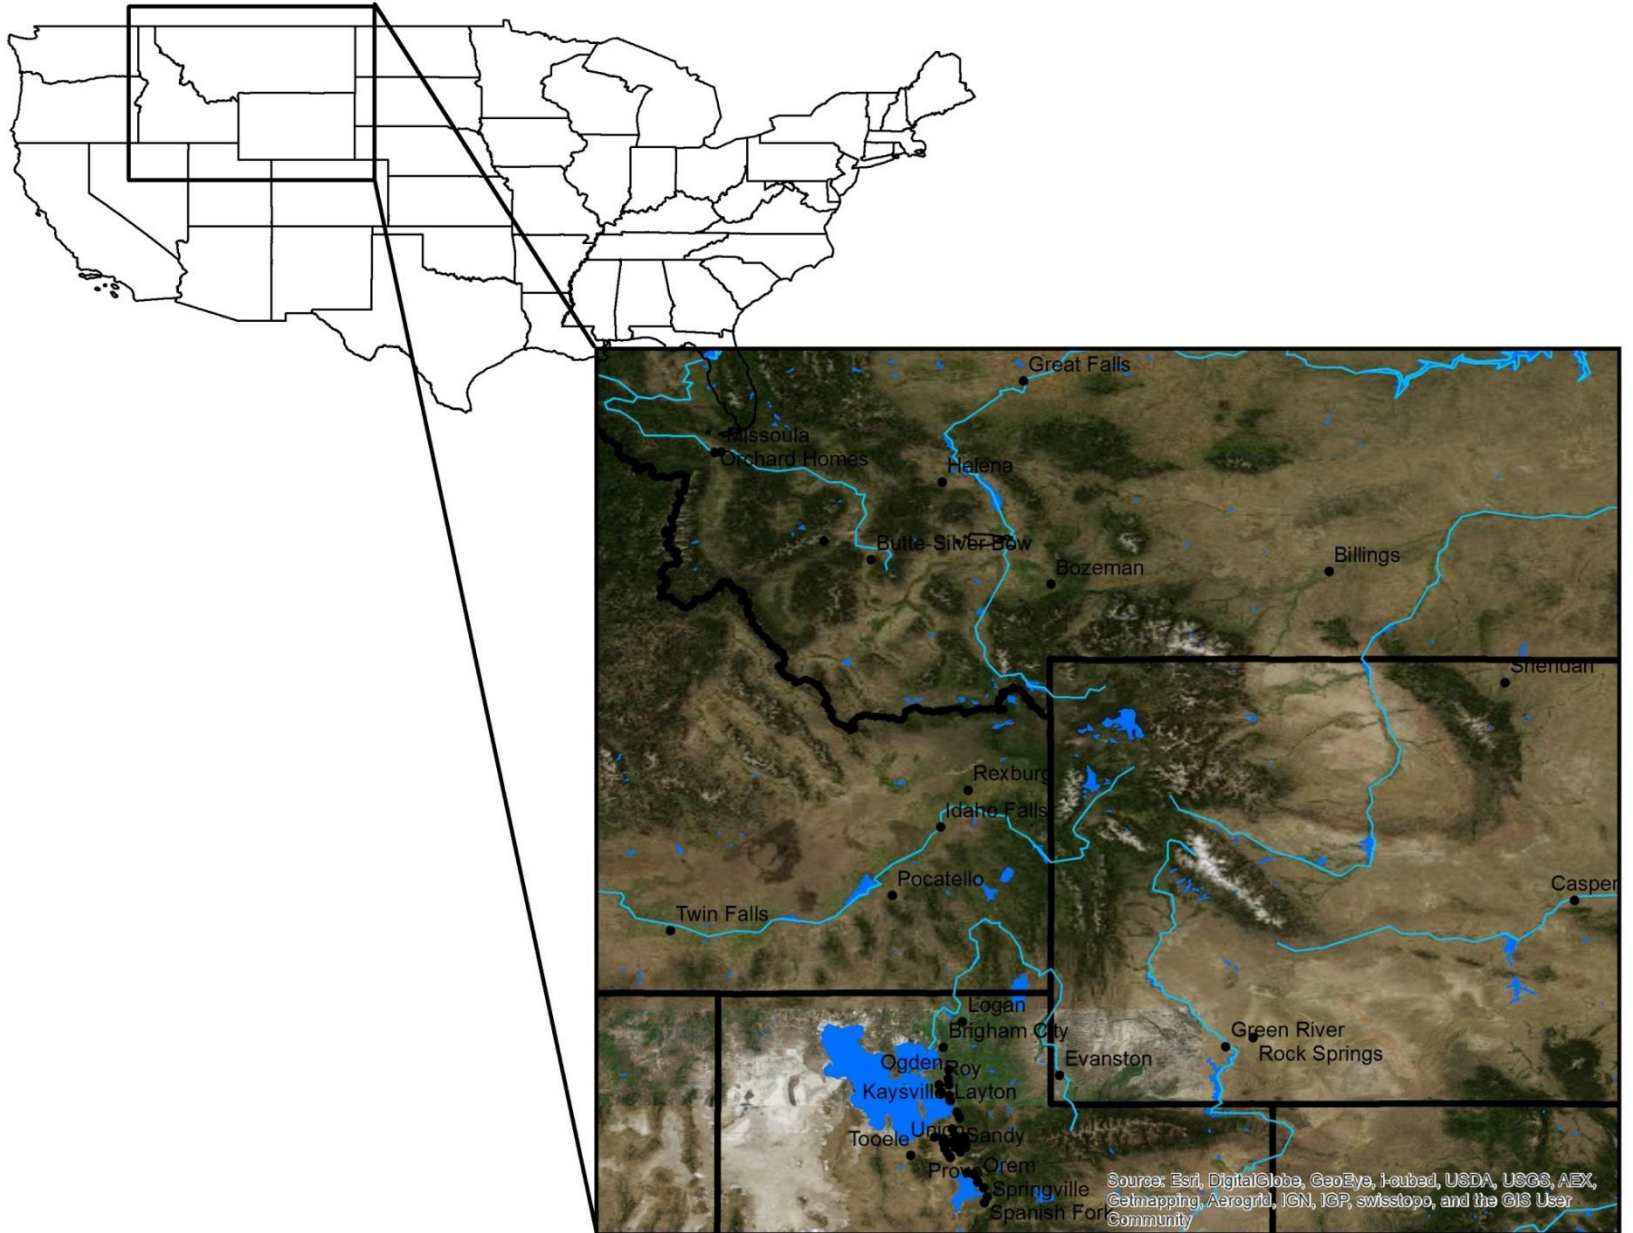 Great Falls
Missoula
Orchard Homes
Helena
Butte-Silver Bow
Billings
Bozeman
Sheridan
Rexburg
Idaho Falls
Pocatello
Casper
Twin Falls
Logan
Brigham City
Green River
Rock Springs
Evanston
Ogden
Roy
Kaysville
Layton
Union
Sandy
Tooele
Provo
Orem
Springville
Spanish Fork
Source: Esri, DigitalGlobe, GeoEye, i-cubed, USDA, USGS, AEX,
Getmapping, Aerogrid, IGN, IGP, swisstopo, and the GIS User
Community